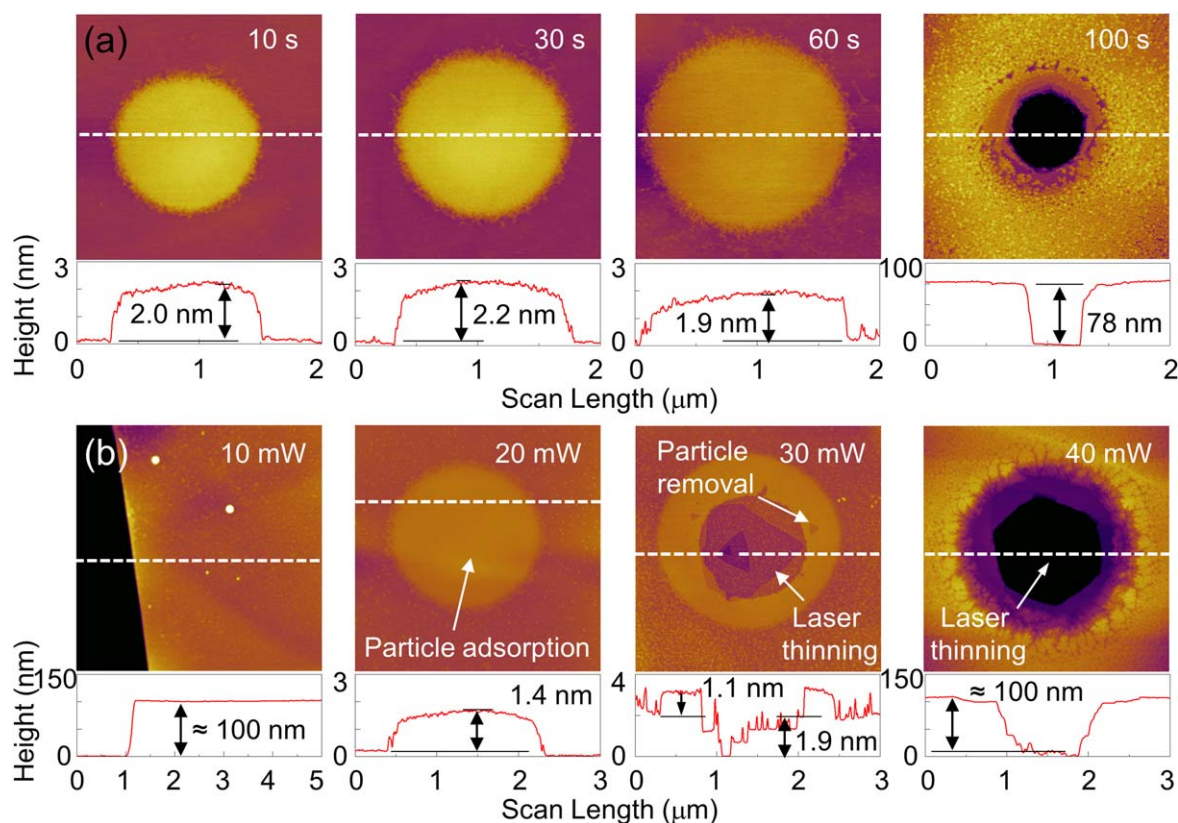 (a) 10 s 30 s 60 s 100 s
Height (nm)
3 3 3 100
2.0 nm 2.2 nm 1.9 nm 78 nm
0 0 0 0
0 1 2 0 1 2 0 1 2 0 1 2
Scan Length (μm)
(b) 10 mW 20 mW 30 mW 40 mW
Particle removal
Particle adsorption
Laser thinning
Laser thinning
Height (nm)
150 3 4 150
≈ 100 nm 1.4 nm 1.1 nm 1.9 nm ≈ 100 nm
0 0 0 0
0 1 2 3 4 5 0 1 2 3 0 1 2 3 0 1 2 3
Scan Length (μm)